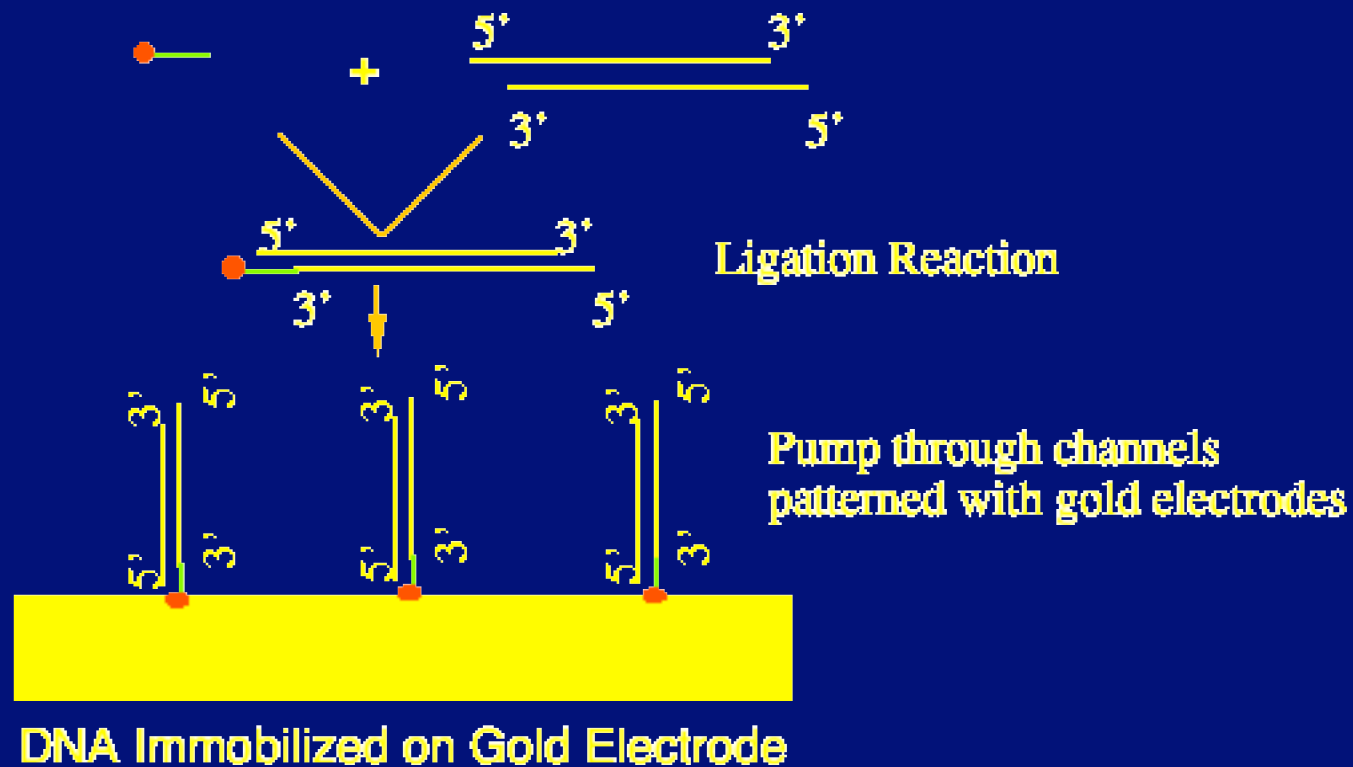 5' 3'
+
3' 5'
5' 3'
Ligation Reaction
3' 5'
3' 5' 3' 5' 3' 5'
Pump through channels
patterned with gold electrodes
5' 3' 5' 3' 5' 3'
DNA Immobilized on Gold Electrode